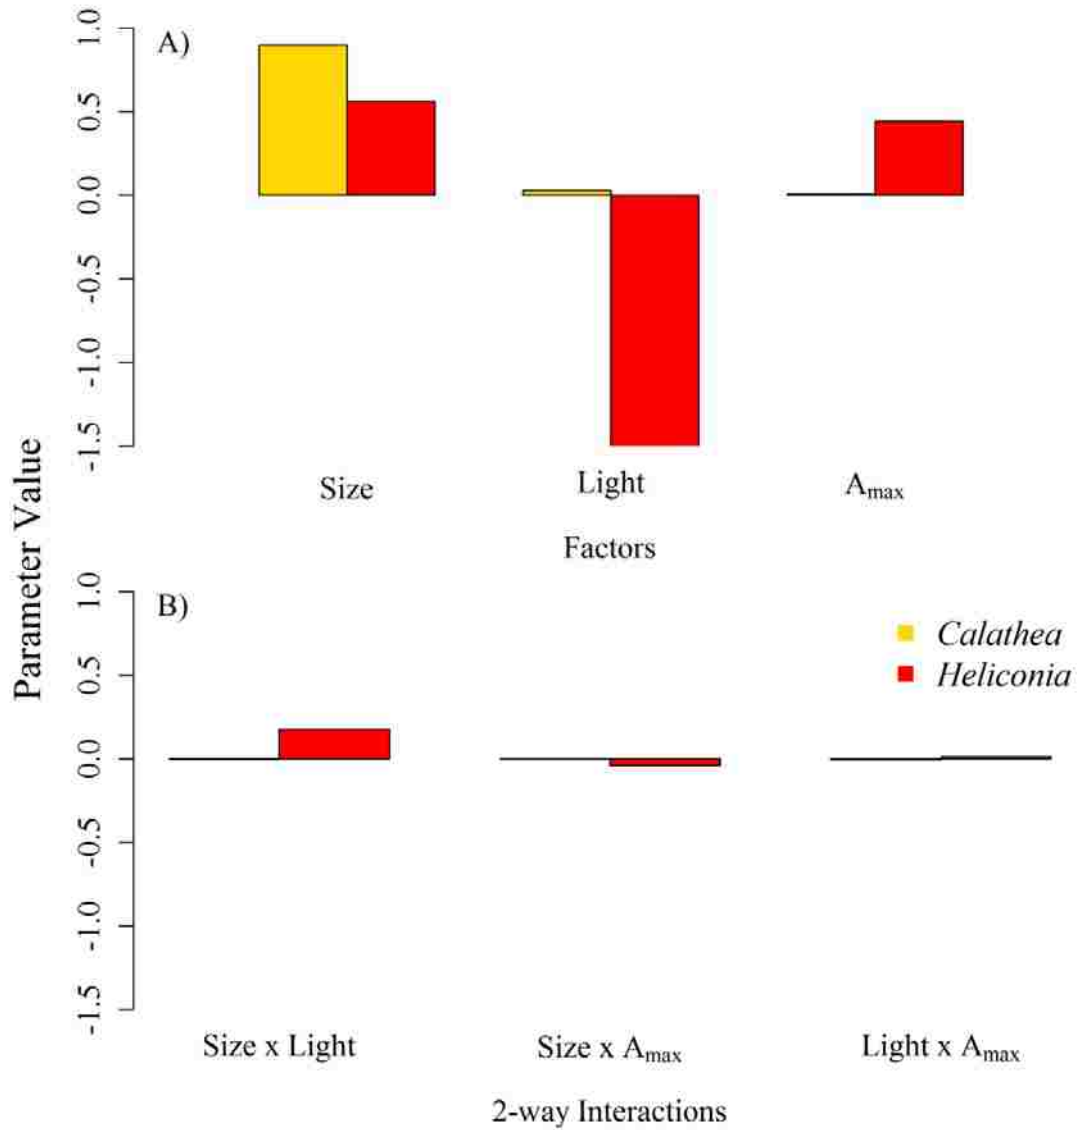 A)
1.0
0.5
0.0
-0.5
-1.0
-1.5
Size Light Amax
Factors
Parameter Value
B)
1.0
0.5
0.0
-0.5
-1.0
-1.5
Calathea
Heliconia
Size x Light Size x Amax Light x Amax
2-way Interactions